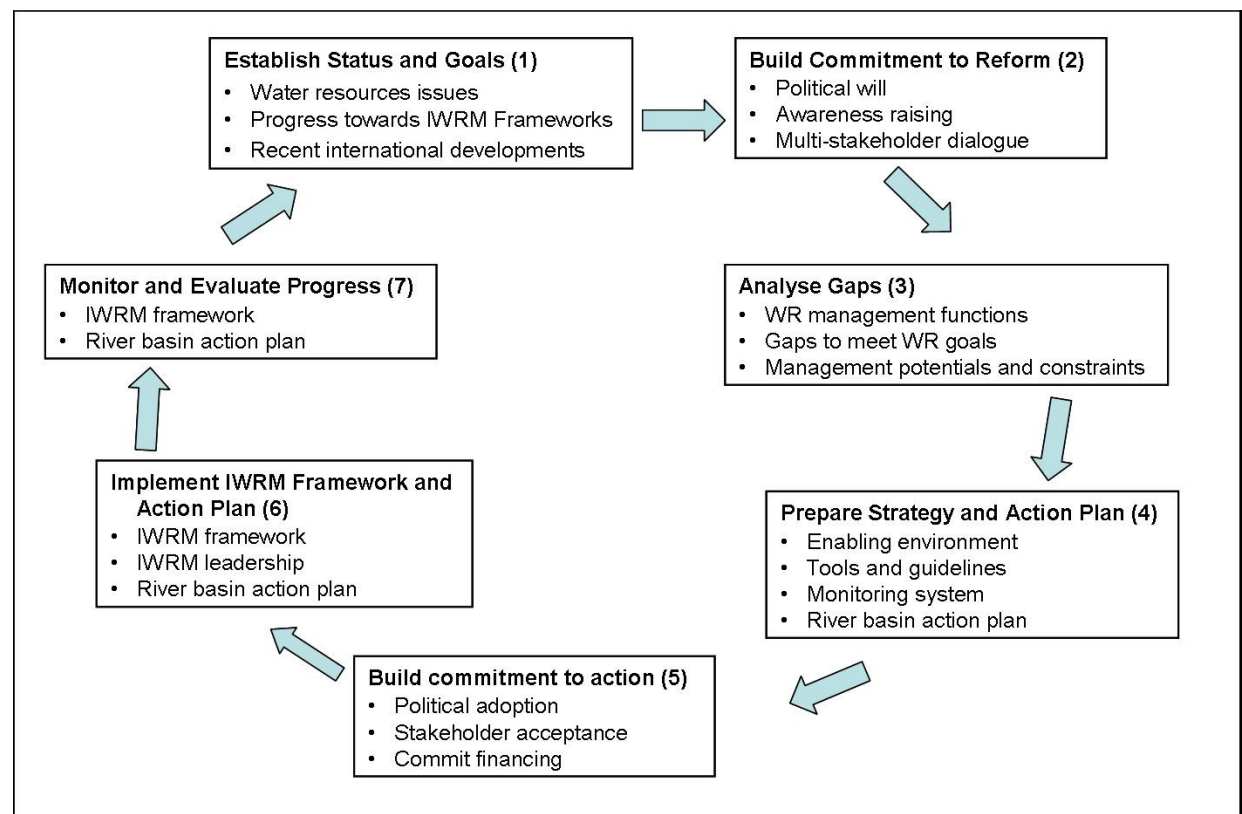 Establish Status and Goals (1)
• Water resources issues
• Progress towards IWRM Frameworks
• Recent international developments
Build Commitment to Reform (2)
• Political will
• Awareness raising
• Multi-stakeholder dialogue
Analyse Gaps (3)
• WR management functions
• Gaps to meet WR goals
• Management potentials and constraints
Prepare Strategy and Action Plan (4)
• Enabling environment
• Tools and guidelines
• Monitoring system
• River basin action plan
Build commitment to action (5)
• Political adoption
• Stakeholder acceptance
• Commit financing
Implement IWRM Framework and
Action Plan (6)
• IWRM framework
• IWRM leadership
• River basin action plan
Monitor and Evaluate Progress (7)
• IWRM framework
• River basin action plan